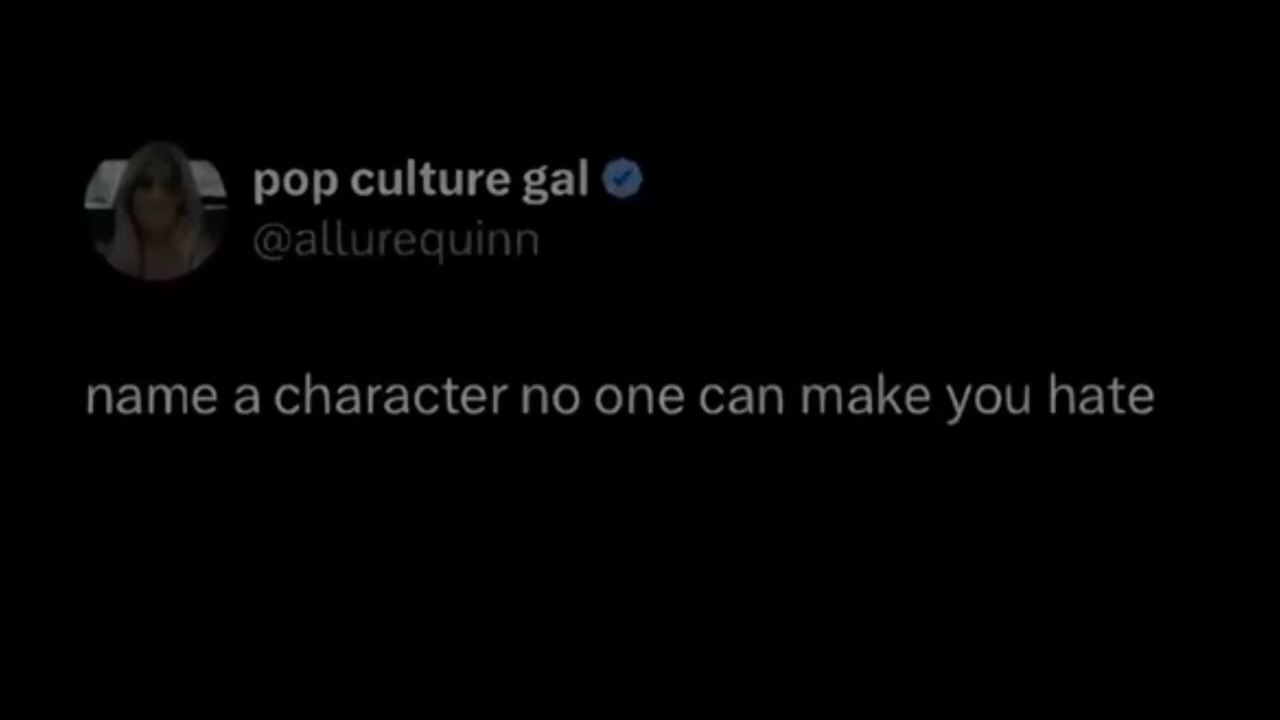 pop culture gal
@allurequinn
name a character no one can make you hate